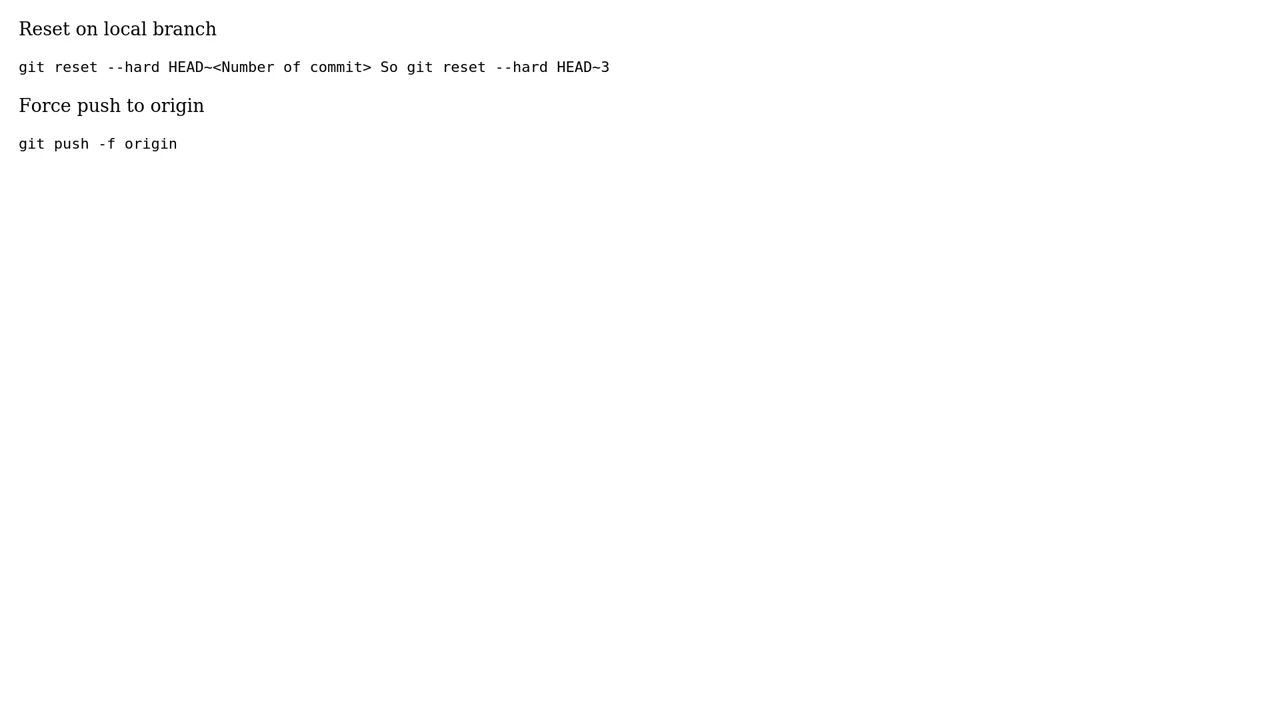 Reset on local branch
git reset --hard HEAD~<Number of commit> So git reset --hard HEAD~3
Force push to origin
git push -f origin